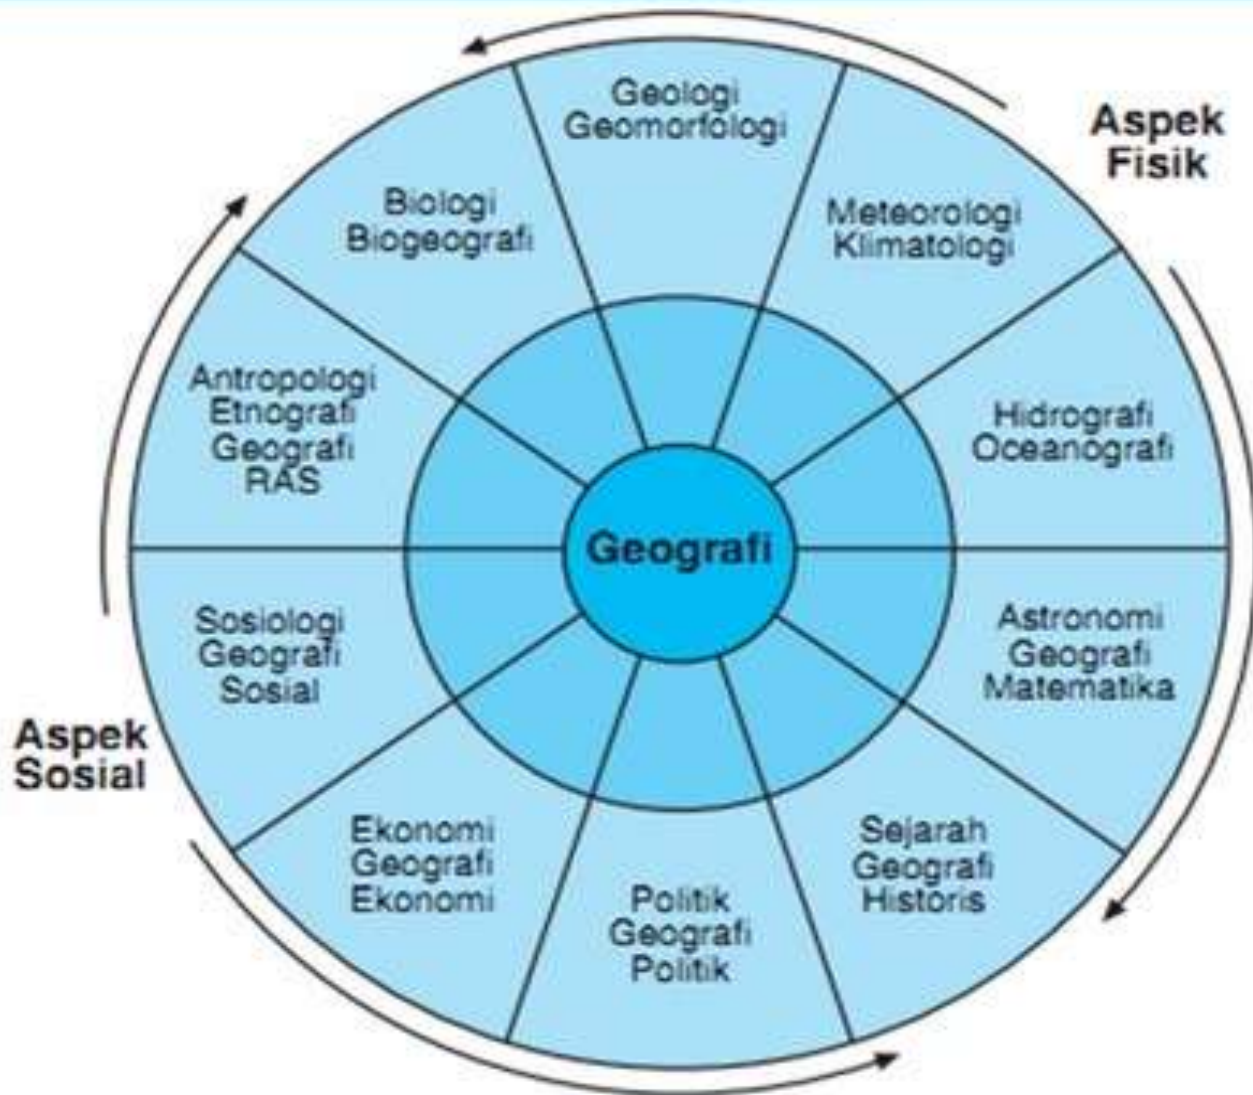 Geologi
Geomorfologi
Aspek
Fisik
Biologi
Biogeografi
Meteorologi
Klimatologi
Antropologi
Etnografi
Geografi
RAS
Hidrografi
Oceanografi
Geografi
Sosiologi
Geografi
Sosial
Astronomi
Geografi
Matematika
Aspek
Sosial
Ekonomi
Geografi
Ekonomi
Politik
Geografi
Politik
Sejarah
Geografi
Historis